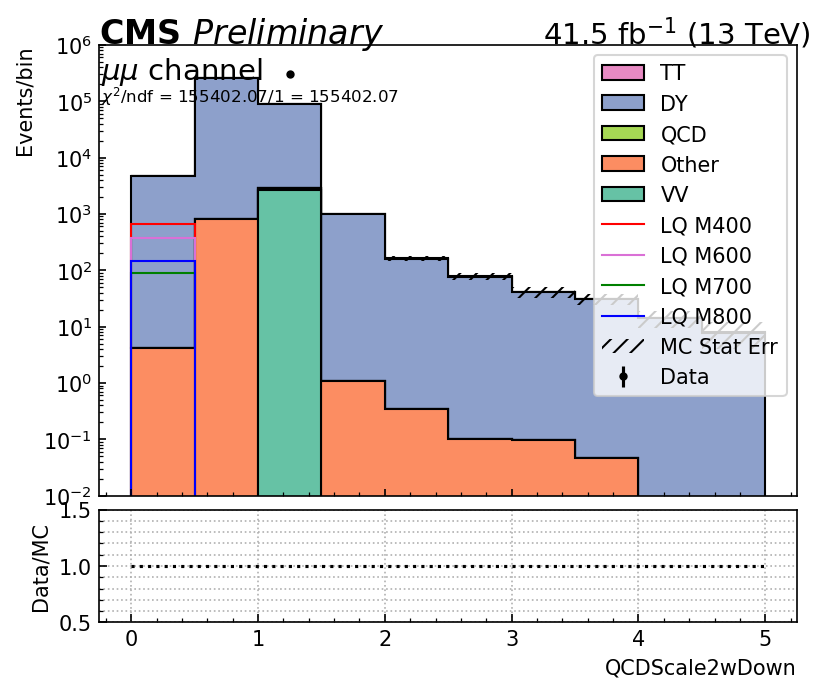 CMS Preliminary 41.5 fb⁻¹ (13 TeV)
μμ channel
χ²/ndf = 155402.07/1 = 155402.07
Events/bin
10⁶
10⁵
10⁴
10³
10²
10¹
10⁰
10⁻¹
10⁻²
TT
DY
QCD
Other
VV
LQ M400
LQ M600
LQ M700
LQ M800
MC Stat Err
Data
Data/MC
1.5
1.0
0.5
0 1 2 3 4 5
QCDScale2wDown